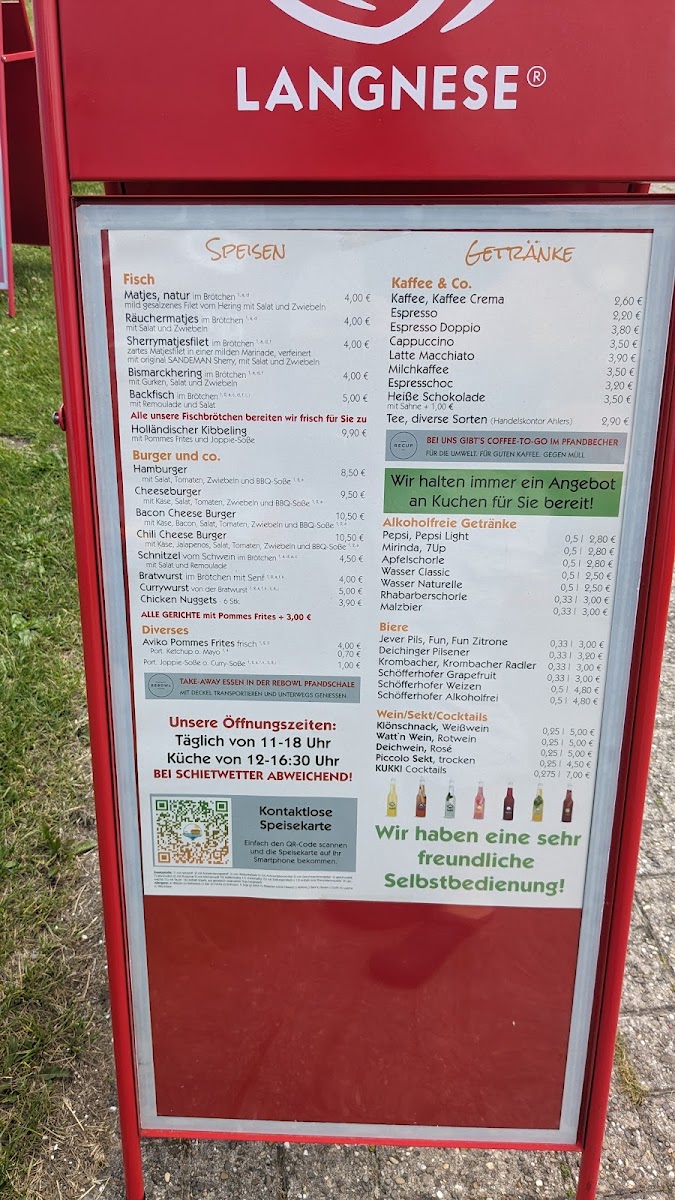 LANGNESE®
SPEISEN
Fisch
Matjes, natur im Brötchen 4,00 €
mild gesalzenes Filet vom Hering mit Salat und Zwiebeln
Räuchermatjes im Brötchen 4,00 €
mit Salat und Zwiebeln
Sherrymatjesfilet im Brötchen 4,00 €
zartes Matjesfilet in einer milden Marinade, verfeinert
mit original SANDEMAN Sherry, mit Salat und Zwiebeln
Bismarckhering im Brötchen 4,00 €
mit Gurken, Salat und Zwiebeln
Backfisch im Brötchen 5,00 €
mit Remoulade und Salat
Alle unsere Fischbrötchen bereiten wir frisch für Sie zu
Holländischer Kibbeling 9,90 €
mit Pommes Frites und Joppie-Soße
Burger und co.
Hamburger 8,50 €
mit Salat, Tomaten, Zwiebeln und BBQ-Soße
Cheeseburger 9,50 €
mit Käse, Salat, Tomaten, Zwiebeln und BBQ-Soße
Bacon Cheese Burger 10,50 €
mit Käse, Bacon, Salat, Tomaten, Zwiebeln und BBQ-Soße
Chili Cheese Burger 10,50 €
mit Käse, Jalapenos, Salat, Tomaten, Zwiebeln und BBQ-Soße
Schnitzel vom Schwein im Brötchen 4,50 €
mit Salat und Remoulade
Bratwurst im Brötchen mit Senf 4,00 €
Currywurst von der Bratwurst 5,00 €
Chicken Nuggets - 6 Stk. 3,90 €
ALLE GERICHTE mit Pommes Frites + 3,00 €
Diverses
Aviko Pommes Frites frisch 4,00 €
Port. Ketchup o. Mayo 0,70 €
Port. Joppie-Soße o. Curry-Soße 1,00 €
REBOWL
TAKE-AWAY ESSEN IN DER REBOWL PFANDSCHALE
MIT DECKEL TRANSPORTIEREN UND UNTERWEGS GENIESSEN
Unsere Öffnungszeiten:
Täglich von 11-18 Uhr
Küche von 12-16:30 Uhr
BEI SCHIETWETTER ABWEICHEND!
Kontaktlose
Speisekarte
Einfach den QR-Code scannen
und die Speisekarte auf Ihr
Smartphone bekommen.
GETRÄNKE
Kaffee & Co.
Kaffee, Kaffee Crema 2,60 €
Espresso 2,20 €
Espresso Doppio 3,80 €
Cappuccino 3,50 €
Latte Macchiato 3,90 €
Milchkaffee 3,50 €
Espresschoc 3,20 €
Heiße Schokolade 3,50 €
mit Sahne + 1,00 €
Tee, diverse Sorten (Handelskontor Ahlers) 2,90 €
RECUP
BEI UNS GIBT'S COFFEE-TO-GO IM PFANDBECHER
FÜR DIE UMWELT. FÜR GUTEN KAFFEE. GEGEN MÜLL
Wir halten immer ein Angebot
an Kuchen für Sie bereit!
Alkoholfreie Getränke
Pepsi, Pepsi Light 0,5 l 2,80 €
Mirinda, 7Up 0,5 l 2,80 €
Apfelschorle 0,5 l 2,80 €
Wasser Classic 0,5 l 2,50 €
Wasser Naturelle 0,5 l 2,50 €
Rhabarberschorle 0,33 l 3,00 €
Malzbier 0,33 l 3,00 €
Biere
Jever Pils, Fun, Fun Zitrone 0,33 l 3,00 €
Deichinger Pilsener 0,33 l 3,20 €
Krombacher, Krombacher Radler 0,33 l 3,00 €
Schöfferhofer Grapefruit 0,33 l 3,00 €
Schöfferhofer Weizen 0,5 l 4,80 €
Schöfferhofer Alkoholfrei 0,5 l 4,80 €
Wein/Sekt/Cocktails
Klönschnack, Weißwein 0,25 l 5,00 €
Watt'n Wein, Rotwein 0,25 l 5,00 €
Deichwein, Rosé 0,25 l 5,00 €
Piccolo Sekt, trocken 0,25 l 4,50 €
KUKKI Cocktails 0,275 l 7,00 €
Wir haben eine sehr
freundliche
Selbstbedienung!